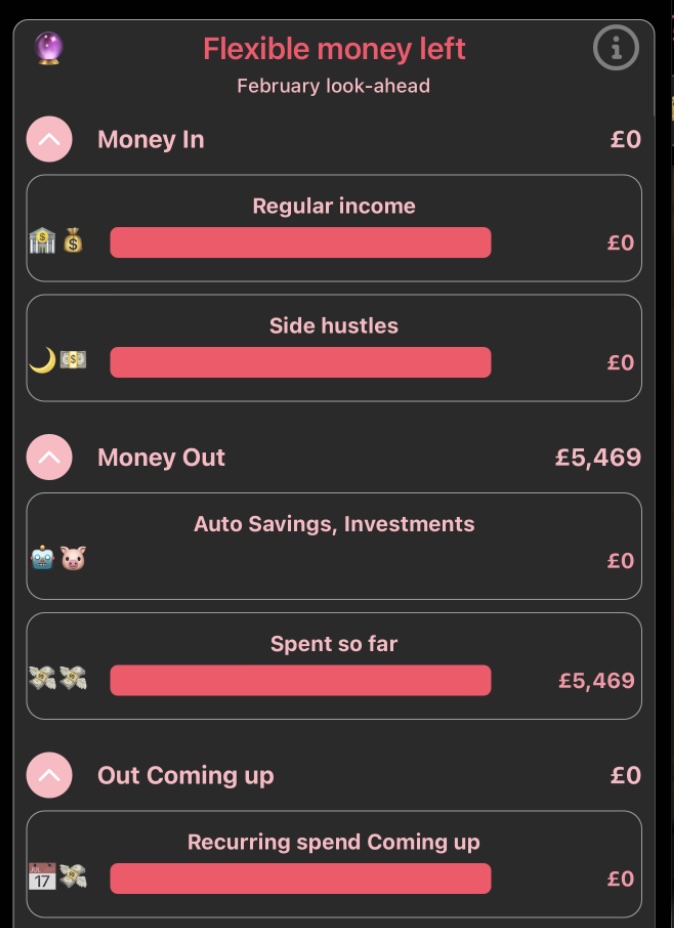 Flexible money left
February look-ahead
Money In £0
Regular income
£0
Side hustles
£0
Money Out £5,469
Auto Savings, Investments
£0
Spent so far
£5,469
Out Coming up £0
Recurring spend Coming up
£0